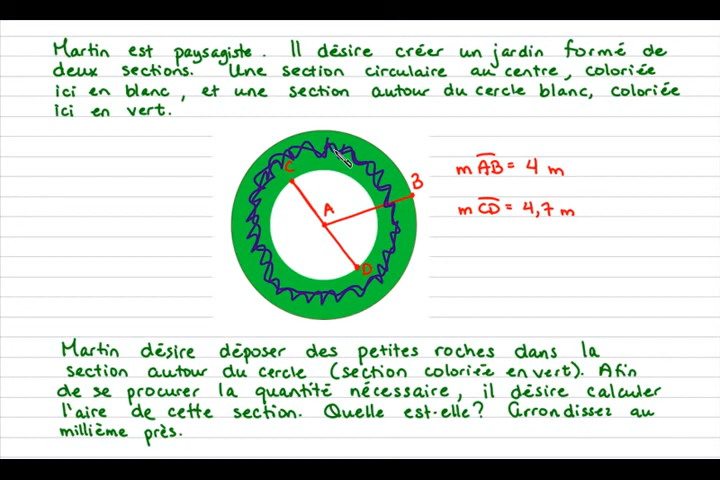 Martin est paysagiste. Il désire créer un jardin formé de
deux sections. Une section circulaire au centre, coloriée
ici en blanc, et une section autour du cercle blanc, coloriée
ici en vert.
C
A
B
D
m AB = 4 m
m CD = 4,7 m
Martin désire déposer des petites roches dans la
section autour du cercle (section coloriée en vert). Afin
de se procurer la quantité nécessaire, il désire calculer
l'aire de cette section. Quelle est-elle? Arrondissez au
millième près.